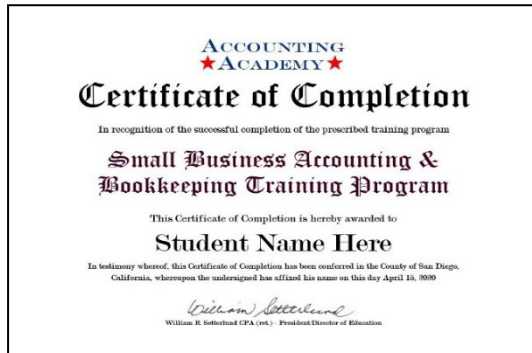 ACCOUNTING
★ACADEMY★
Certificate of Completion
In recognition of the successful completion of the prescribed training program
Small Business Accounting &
Bookkeeping Training Program
This Certificate of Completion is hereby awarded to
Student Name Here
In testimony whereof, this Certificate of Completion has been conferred in the County of San Diego,
California, whereupon the undersigned has affixed his name on this day April 15, 2020
William Setterlund
William H. Setterlund CPA (ret.) - President/Director of Education